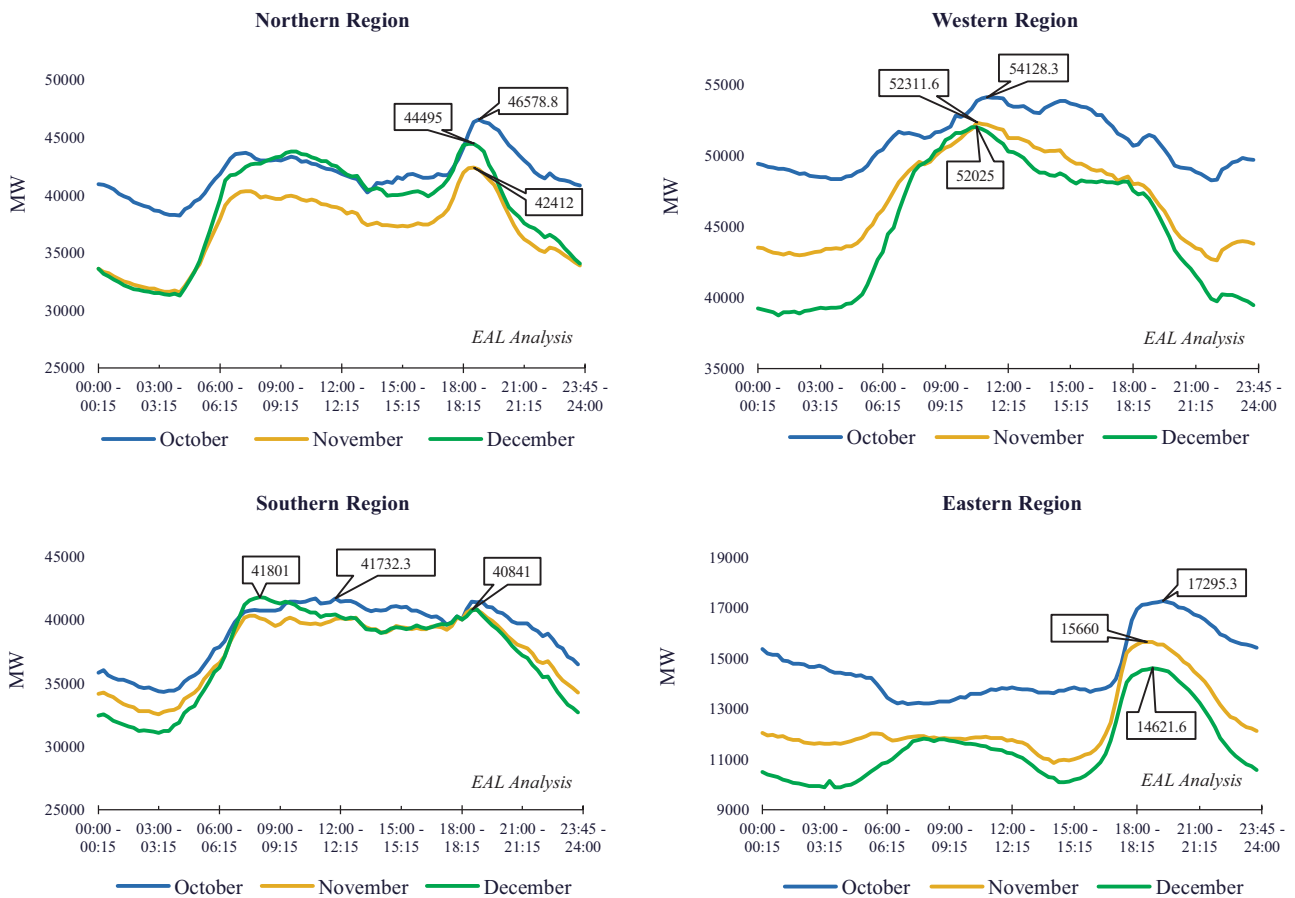 Northern Region
50000
45000
40000
35000
30000
25000
MW
44495
46578.8
42412
EAL Analysis
00:00 - 03:00 - 06:00 - 09:00 - 12:00 - 15:00 - 18:00 - 21:00 - 23:45 -
00:15 03:15 06:15 09:15 12:15 15:15 18:15 21:15 24:00
October November December
Western Region
55000
50000
45000
40000
35000
MW
52311.6
54128.3
52025
EAL Analysis
00:00 - 03:00 - 06:00 - 09:00 - 12:00 - 15:00 - 18:00 - 21:00 - 23:45 -
00:15 03:15 06:15 09:15 12:15 15:15 18:15 21:15 24:00
October November December
Southern Region
45000
40000
35000
30000
25000
MW
41801
41732.3
40841
EAL Analysis
00:00 - 03:00 - 06:00 - 09:00 - 12:00 - 15:00 - 18:00 - 21:00 - 23:45 -
00:15 03:15 06:15 09:15 12:15 15:15 18:15 21:15 24:00
October November December
Eastern Region
19000
17000
15000
13000
11000
9000
MW
17295.3
15660
14621.6
EAL Analysis
00:00 - 03:00 - 06:00 - 09:00 - 12:00 - 15:00 - 18:00 - 21:00 - 23:45 -
00:15 03:15 06:15 09:15 12:15 15:15 18:15 21:15 24:00
October November December